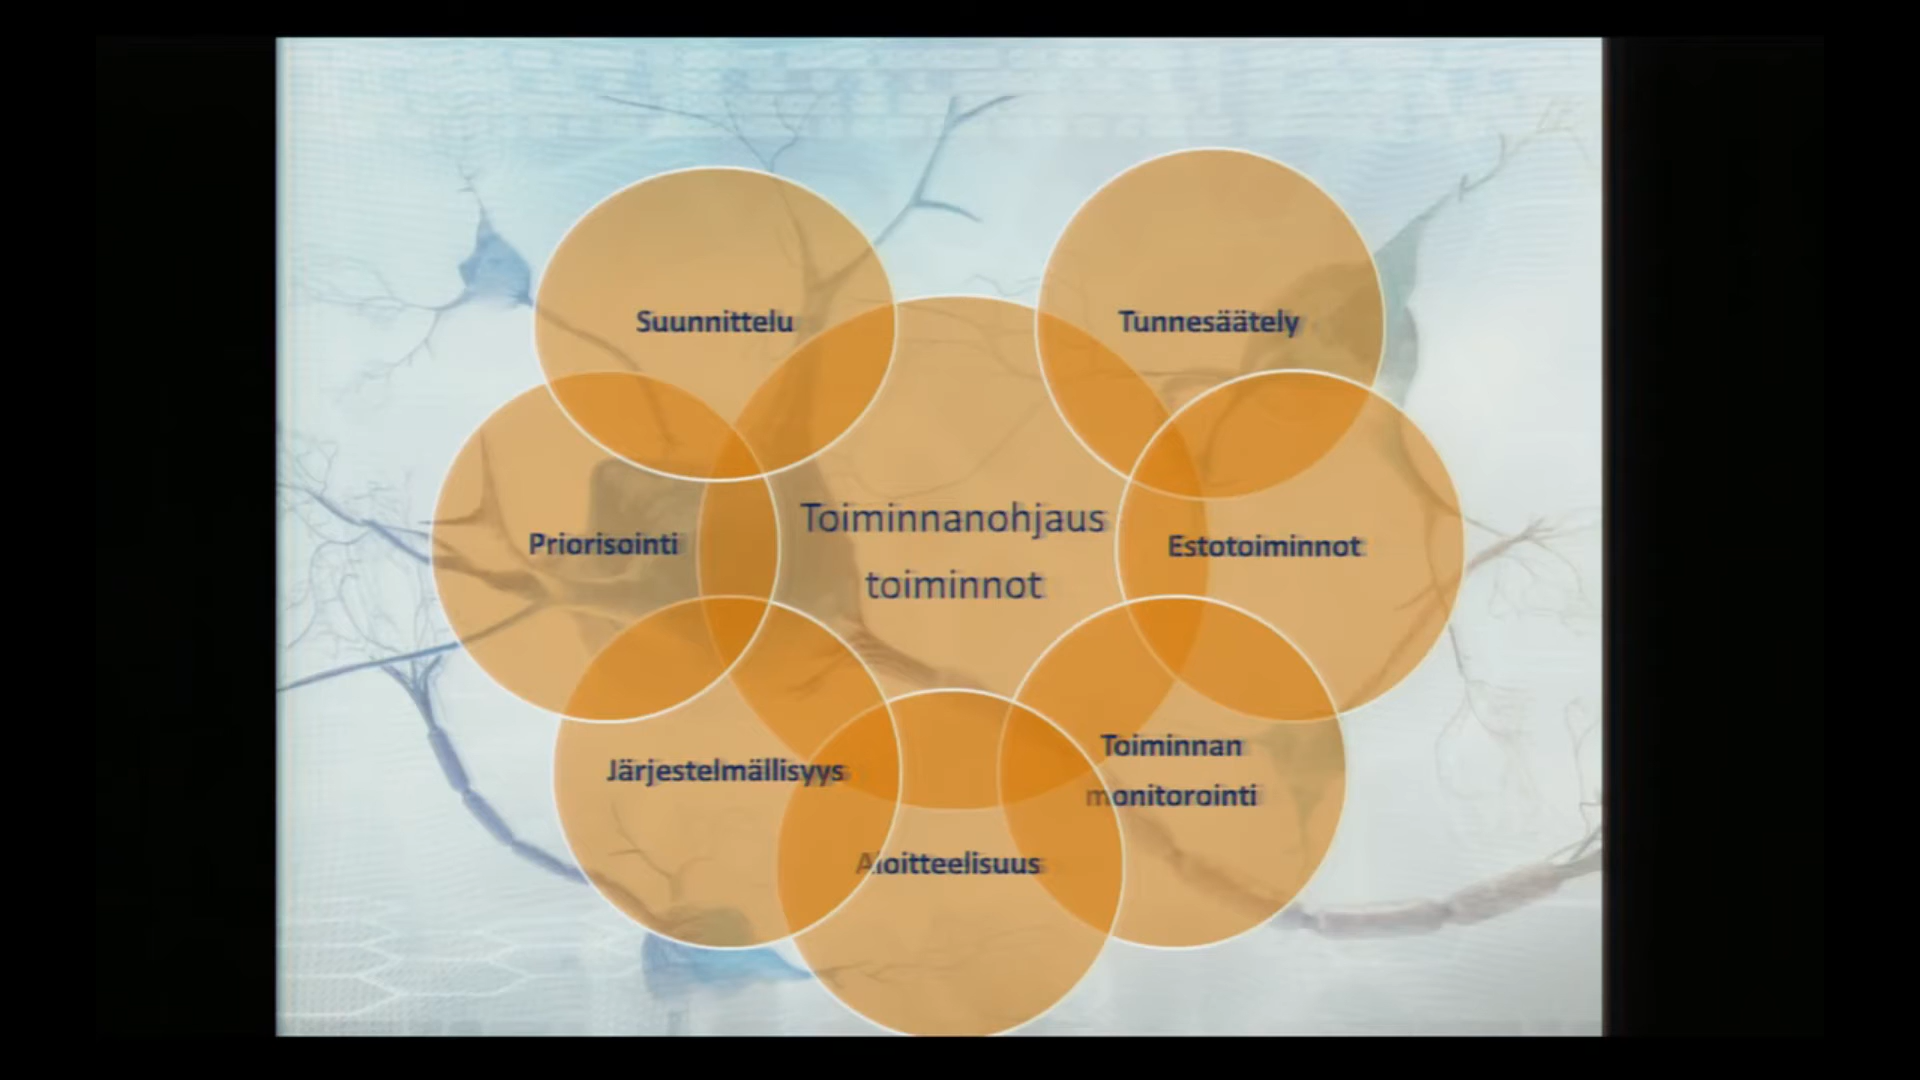 Suunnittelu
Tunnesäätely
Priorisointi
Toiminnanohjaus
toiminnot
Estotoiminnot
Järjestelmällisyys
Toiminnan
monitorointi
Aloitteelisuus